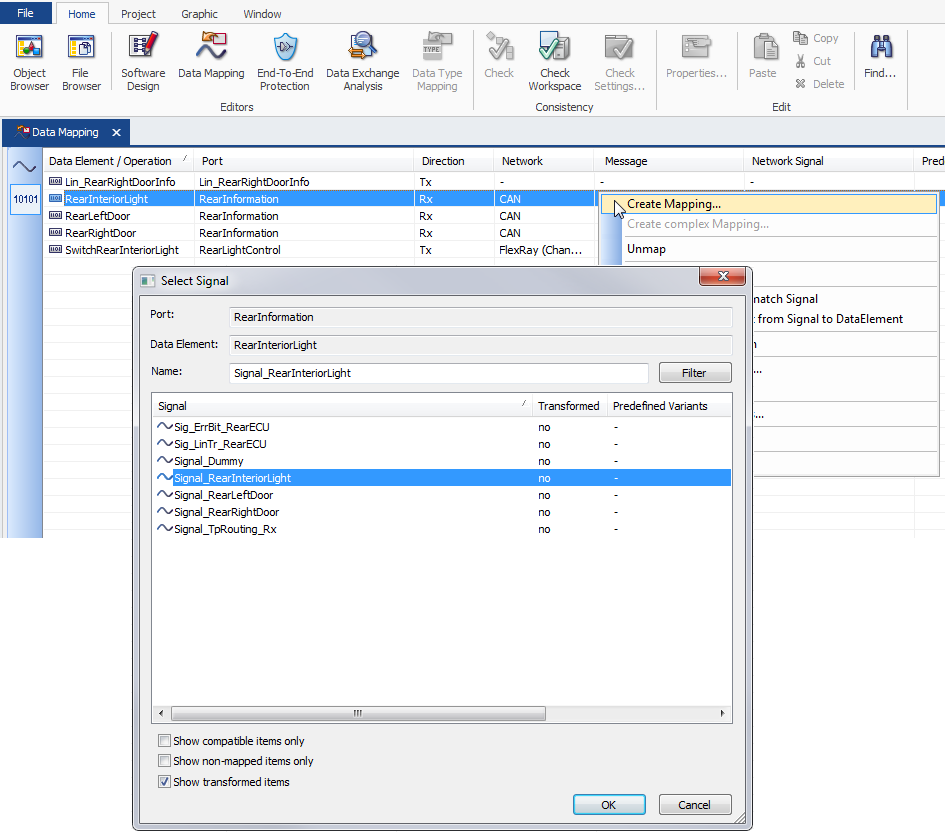 File Home Project Graphic Window
Object Browser File Browser Software Design Data Mapping End-To-End Protection Data Exchange Analysis TYPE Data Type Mapping Check Check Workspace Check Settings... Properties... Paste Copy Cut Delete Find...
Editors Consistency Edit
Data Mapping
Data Element / Operation Port Direction Network Message Network Signal Pred
Lin_RearRightDoorInfo Lin_RearRightDoorInfo Tx - - -
10101 RearInteriorLight RearInformation Rx CAN
RearLeftDoor RearInformation Rx CAN
RearRightDoor RearInformation Rx CAN
SwitchRearInteriorLight RearLightControl Tx FlexRay (Chan...
Create Mapping...
Create complex Mapping...
Unmap
match Signal
from Signal to DataElement
Select Signal
Port: RearInformation
Data Element: RearInteriorLight
Name: Signal_RearInteriorLight Filter
Signal Transformed Predefined Variants
Sig_ErrBit_RearECU no -
Sig_LinTr_RearECU no -
Signal_Dummy no -
Signal_RearInteriorLight no -
Signal_RearLeftDoor no -
Signal_RearRightDoor no -
Signal_TpRouting_Rx no -
Show compatible items only
Show non-mapped items only
Show transformed items
OK Cancel